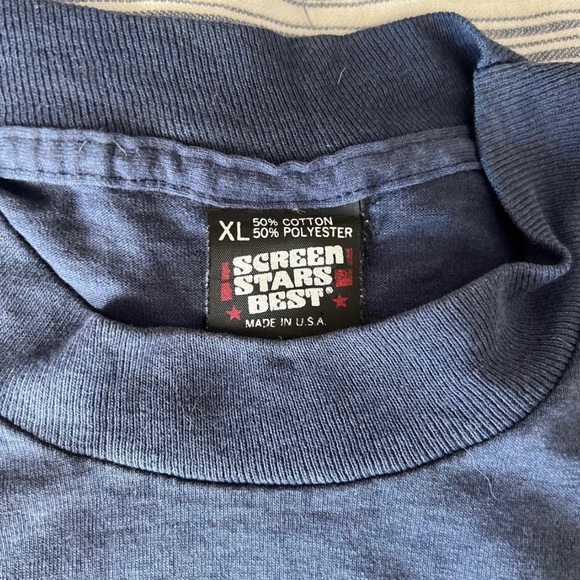 XL 50% COTTON
50% POLYESTER
SCREEN
STARS
BEST®
MADE IN U.S.A.